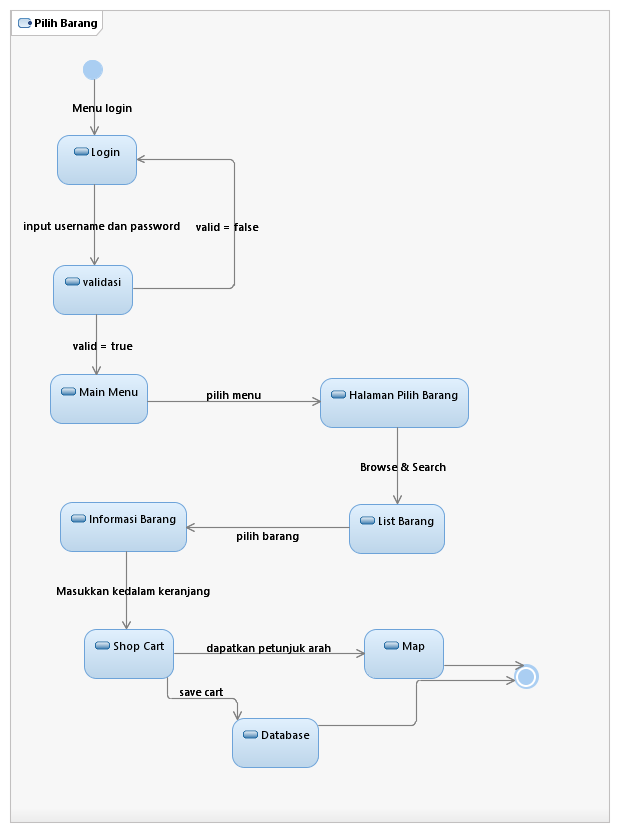 Pilih Barang
Menu login
Login
input username dan password
valid = false
validasi
valid = true
Main Menu
pilih menu
Halaman Pilih Barang
Browse & Search
Informasi Barang
pilih barang
List Barang
Masukkan kedalam keranjang
Shop Cart
dapatkan petunjuk arah
Map
save cart
Database